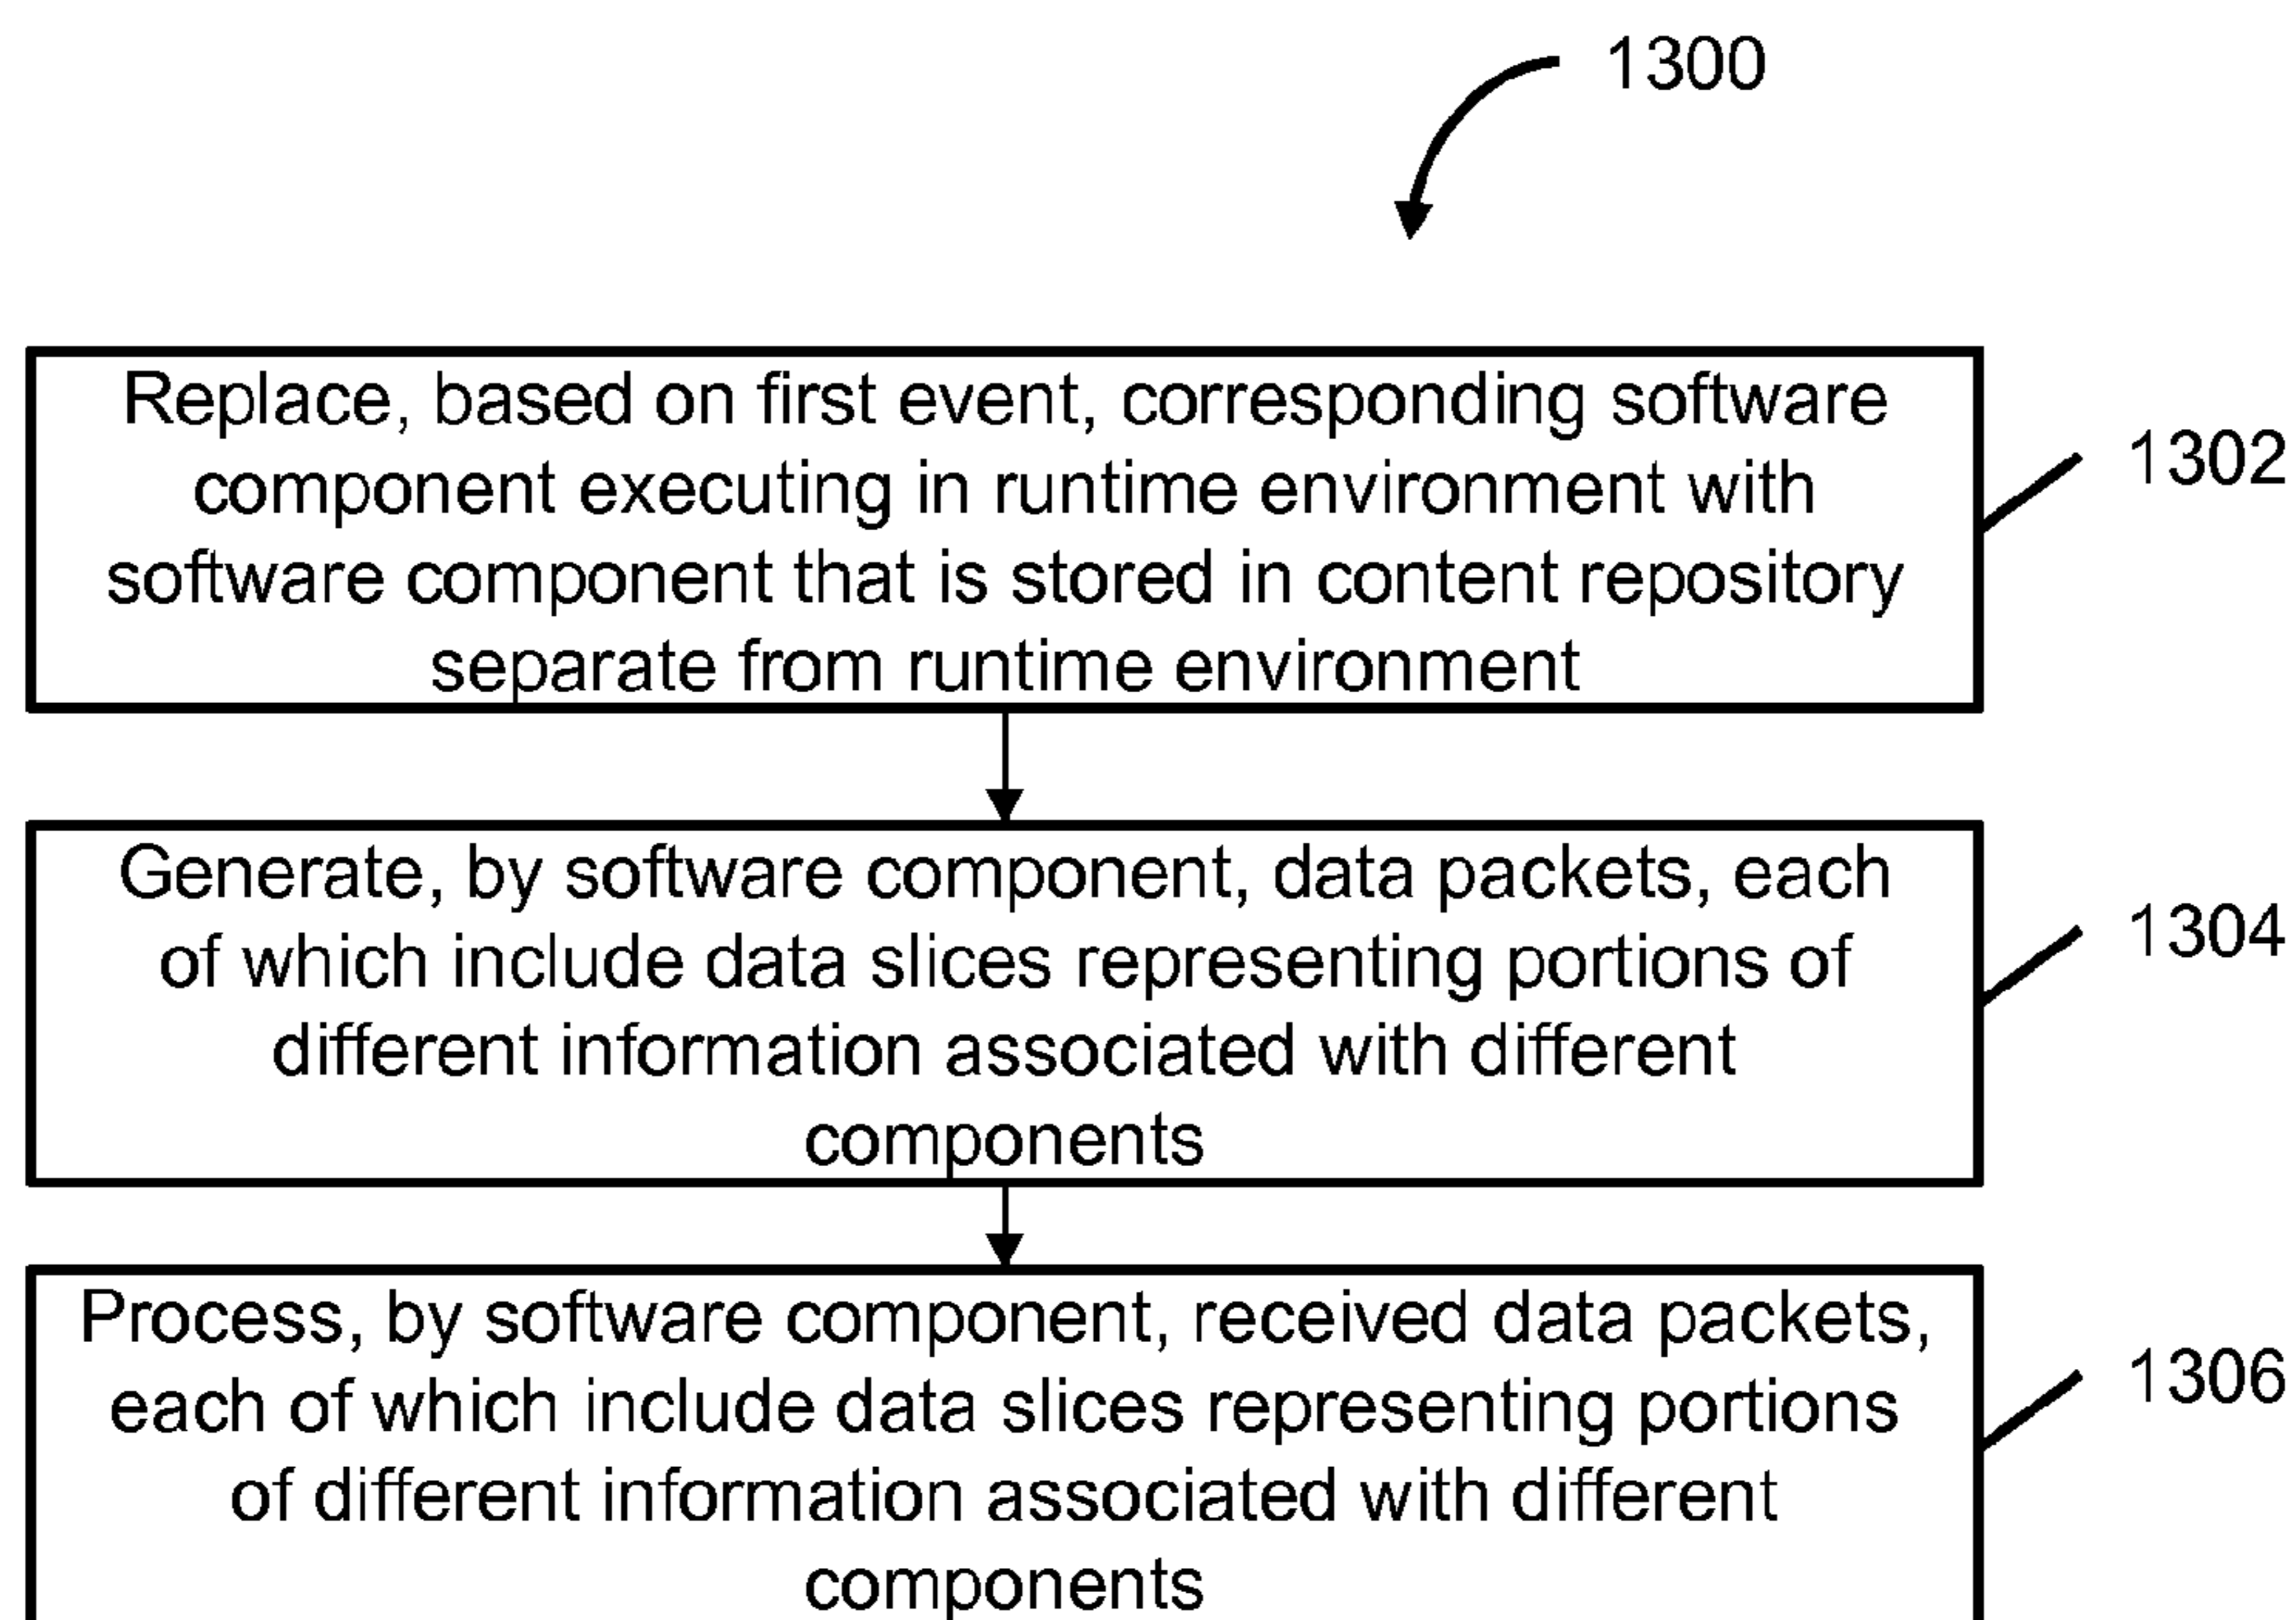 1300
Replace, based on first event, corresponding software
component executing in runtime environment with
software component that is stored in content repository
separate from runtime environment
1302
Generate, by software component, data packets, each
of which include data slices representing portions of
different information associated with different
components
1304
Process, by software component, received data packets,
each of which include data slices representing portions
of different information associated with different
components
1306